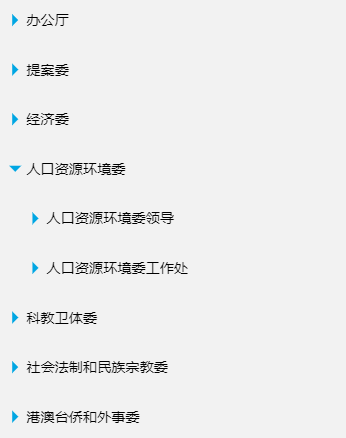 办公厅
提案委
经济委
人口资源环境委
人口资源环境委领导
人口资源环境委工作处
科教卫体委
社会法制和民族宗教委
港澳台侨和外事委